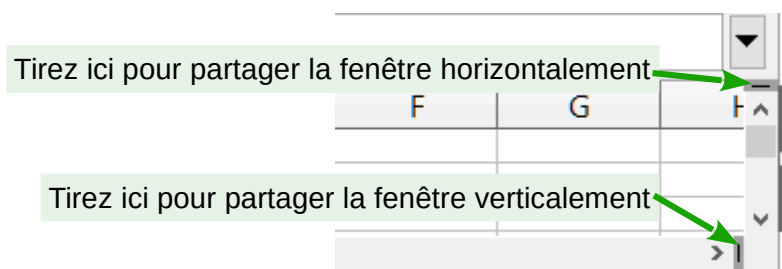 Tirez ici pour partager la fenêtre horizontalement
F G H
Tirez ici pour partager la fenêtre verticalement